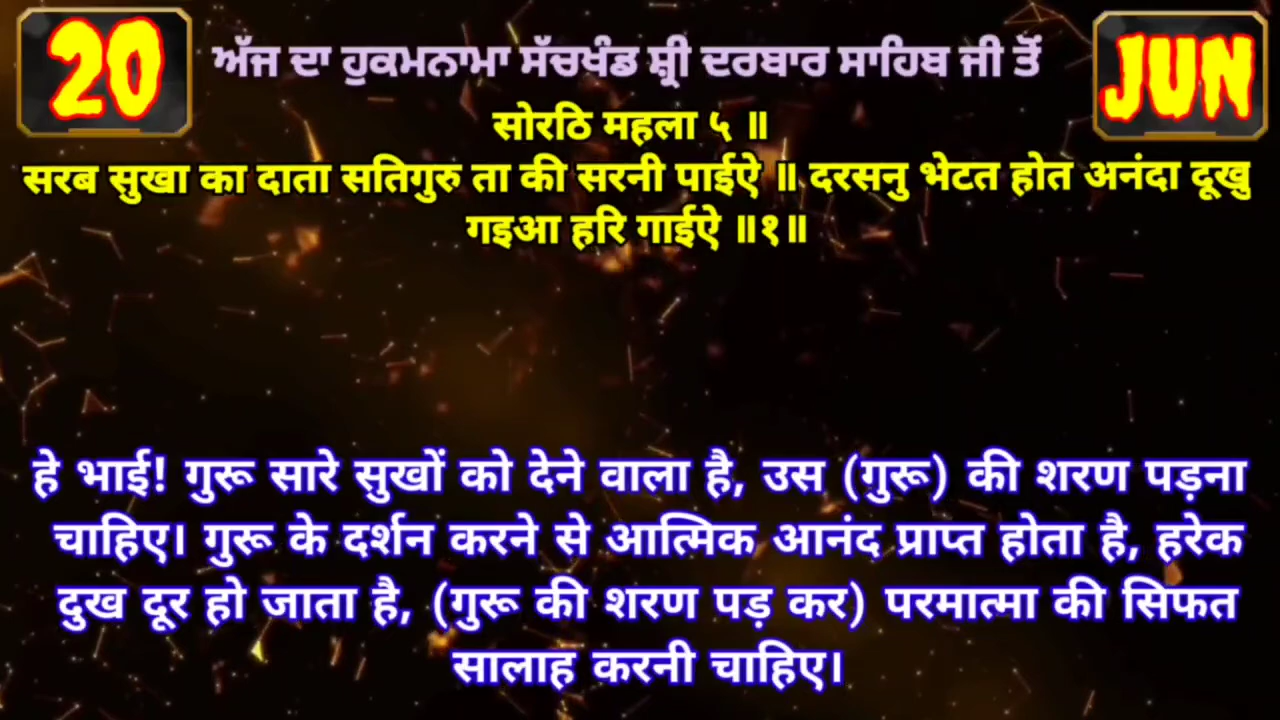 20
ਅੱਜ ਦਾ ਹੁਕਮਨਾਮਾ ਸੱਚਖੰਡ ਸ਼੍ਰੀ ਦਰਬਾਰ ਸਾਹਿਬ ਜੀ ਤੋਂ
JUN
सोरठि महला ५ ॥
सरब सुखा का दाता सतिगुरु ता की सरनी पाईऐ ॥ दरसनु भेटत होत अनंदा दूखु
गइआ हरि गाईऐ ॥१॥
हे भाई! गुरू सारे सुखों को देने वाला है, उस (गुरू) की शरण पड़ना
चाहिए। गुरू के दर्शन करने से आत्मिक आनंद प्राप्त होता है, हरेक
दुख दूर हो जाता है, (गुरू की शरण पड़ कर) परमात्मा की सिफत
सालाह करनी चाहिए।